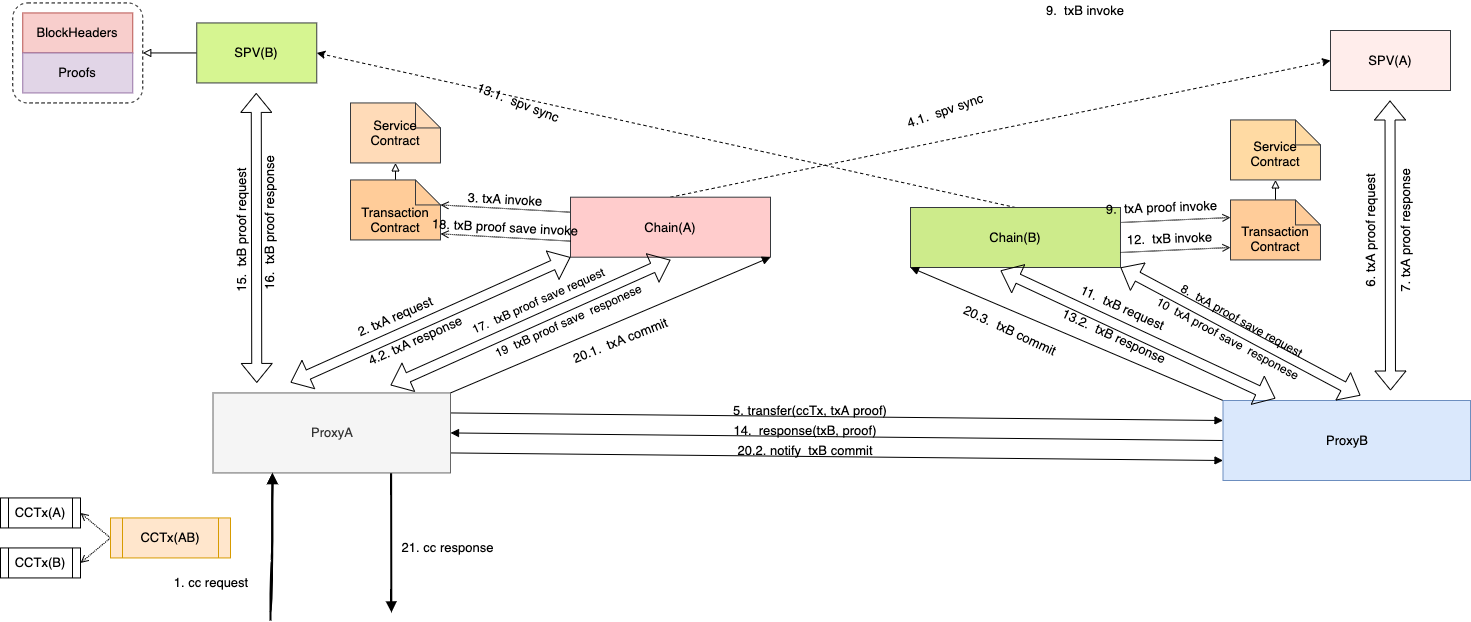 9. txB invoke
BlockHeaders
Proofs
SPV(B)
SPV(A)
13.1. spv sync
4.1. spv sync
Service
Contract
Transaction
Contract
3. txA invoke
18. txB proof save invoke
Chain(A)
Chain(B)
9. txA proof invoke
12. txB invoke
Service
Contract
Transaction
Contract
15. txB proof request
16. txB proof response
6. txA proof request
7. txA proof response
2. txA request
4.2. txA response
17. txB proof save request
19 txB proof save responese
20.1. txA commit
20.3. txB commit
11. txB request
13.2. txB response
8. txA proof save request
10 txA proof save responese
ProxyA
5. transfer(ccTx, txA proof)
14. response(txB, proof)
20.2. notify txB commit
ProxyB
CCTx(A)
CCTx(B)
CCTx(AB)
1. cc request
21. cc response